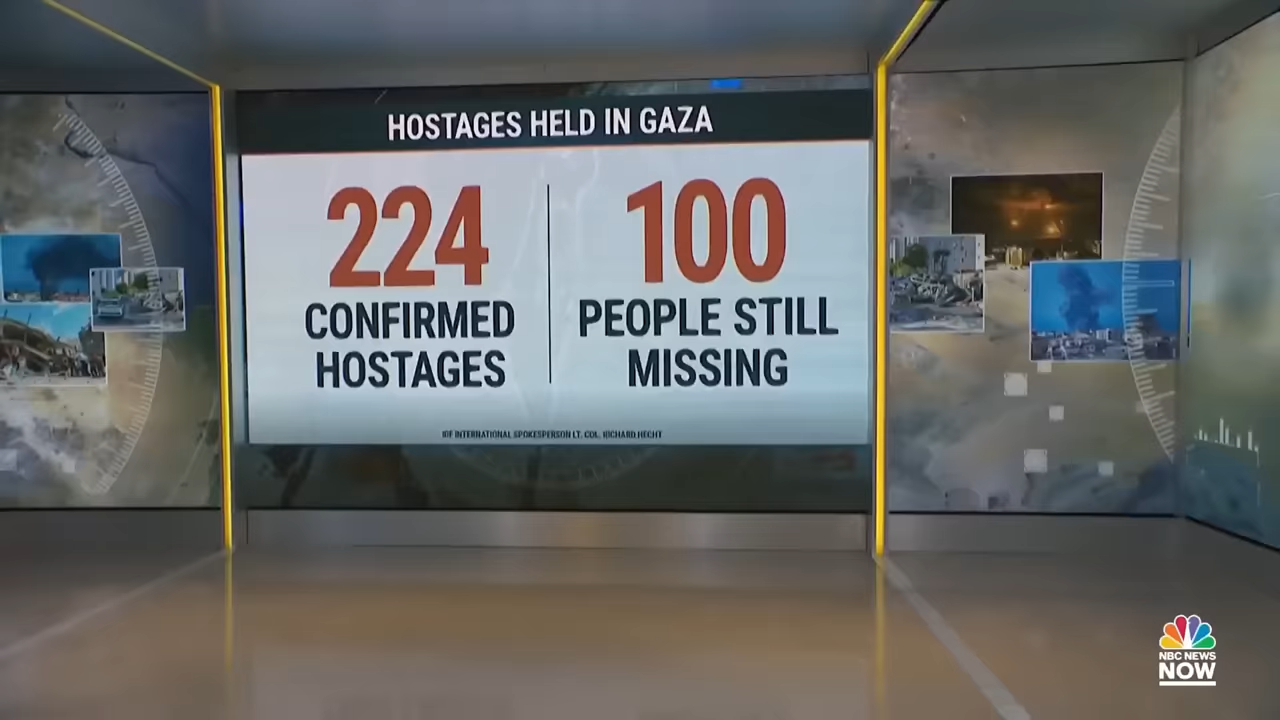 HOSTAGES HELD IN GAZA
224
CONFIRMED
HOSTAGES
100
PEOPLE STILL
MISSING
IDF INTERNATIONAL SPOKESPERSON LT. COL. RICHARD HECHT
NBC NEWS
NOW